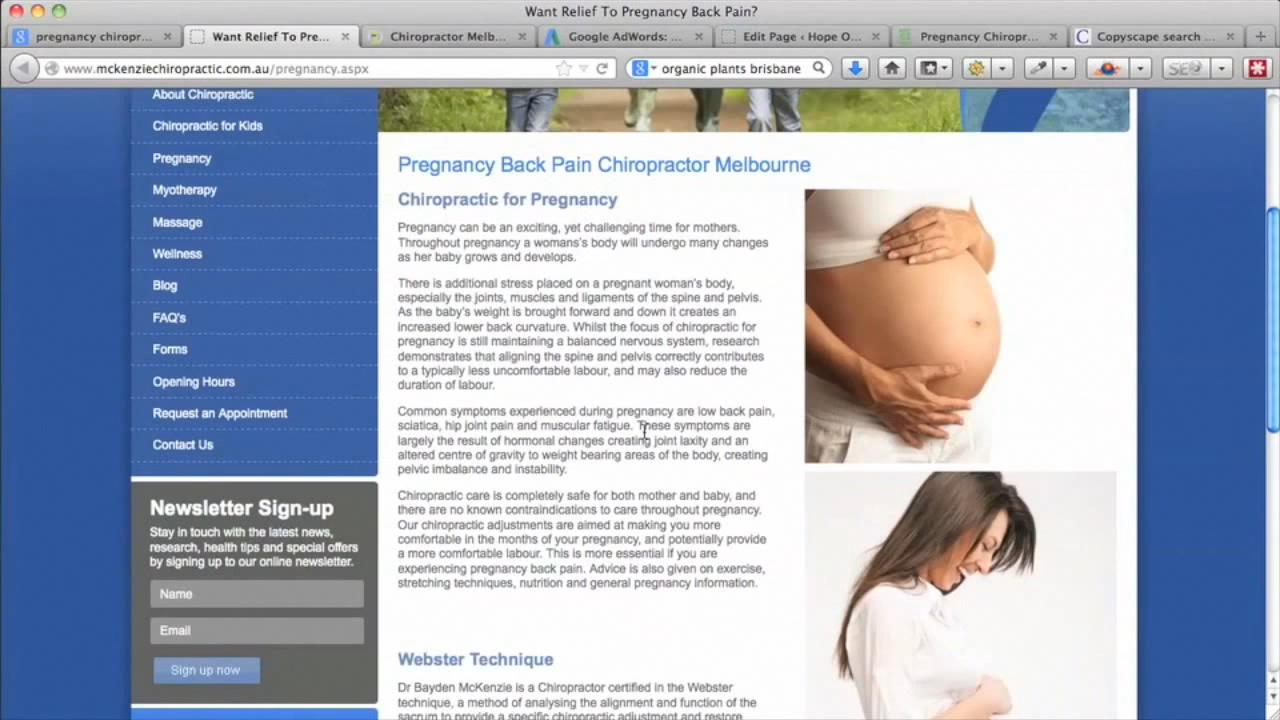 Want Relief To Pregnancy Back Pain?
pregnancy chiropr...
Want Relief To Pre...
Chiropractor Melb...
Google AdWords: ...
Edit Page ‹ Hope O...
Pregnancy Chiropr...
Copyscape search ...
www.mckenziechiropractic.com.au/pregnancy.aspx
organic plants brisbane
SEO
About Chiropractic
Chiropractic for Kids
Pregnancy
Myotherapy
Massage
Wellness
Blog
FAQ's
Forms
Opening Hours
Request an Appointment
Contact Us
Newsletter Sign-up
Stay in touch with the latest news,
research, health tips and special offers
by signing up to our online newsletter.
Name
Email
Sign up now
Pregnancy Back Pain Chiropractor Melbourne
Chiropractic for Pregnancy
Pregnancy can be an exciting, yet challenging time for mothers.
Throughout pregnancy a womans's body will undergo many changes
as her baby grows and develops.
There is additional stress placed on a pregnant woman's body,
especially the joints, muscles and ligaments of the spine and pelvis.
As the baby's weight is brought forward and down it creates an
increased lower back curvature. Whilst the focus of chiropractic for
pregnancy is still maintaining a balanced nervous system, research
demonstrates that aligning the spine and pelvis correctly contributes
to a typically less uncomfortable labour, and may also reduce the
duration of labour.
Common symptoms experienced during pregnancy are low back pain,
sciatica, hip joint pain and muscular fatigue. These symptoms are
largely the result of hormonal changes creating joint laxity and an
altered centre of gravity to weight bearing areas of the body, creating
pelvic imbalance and instability.
Chiropractic care is completely safe for both mother and baby, and
there are no known contraindications to care throughout pregnancy.
Our chiropractic adjustments are aimed at making you more
comfortable in the months of your pregnancy, and potentially provide
a more comfortable labour. This is more essential if you are
experiencing pregnancy back pain. Advice is also given on exercise,
stretching techniques, nutrition and general pregnancy information.
Webster Technique
Dr Bayden McKenzie is a Chiropractor certified in the Webster
technique, a method of analysing the alignment and function of the
sacrum to provide a specific chiropractic adjustment and restore